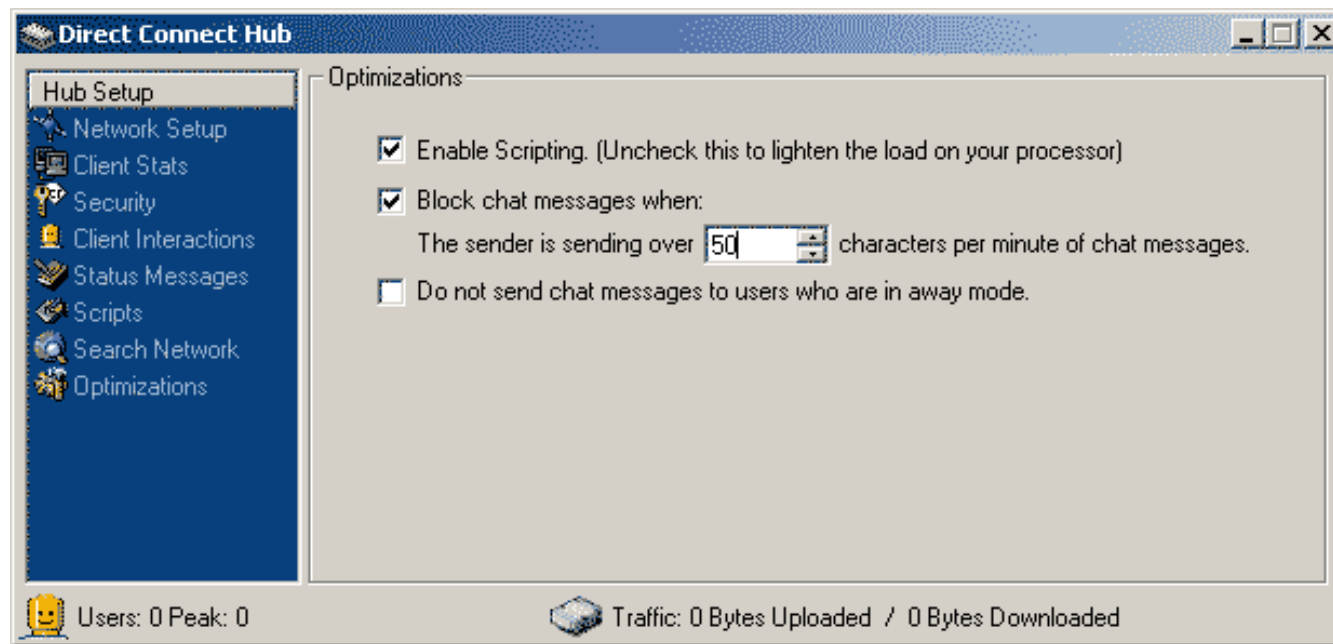 Direct Connect Hub
Hub Setup
Network Setup
Client Stats
Security
Client Interactions
Status Messages
Scripts
Search Network
Optimizations
Optimizations
Enable Scripting. (Uncheck this to lighten the load on your processor)
Block chat messages when:
The sender is sending over 50 characters per minute of chat messages.
Do not send chat messages to users who are in away mode.
Users: 0 Peak: 0
Traffic: 0 Bytes Uploaded / 0 Bytes Downloaded